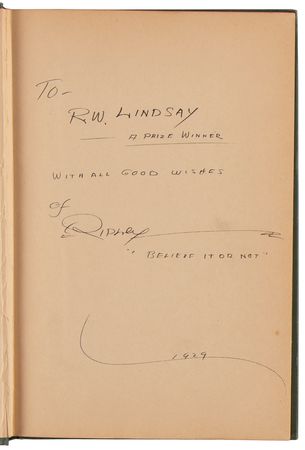 To-
R.W. LINDSAY
A PRIZE WINNER
WITH ALL GOOD WISHES
of
RIPLEY
"BELIEVE IT OR NOT"
1929